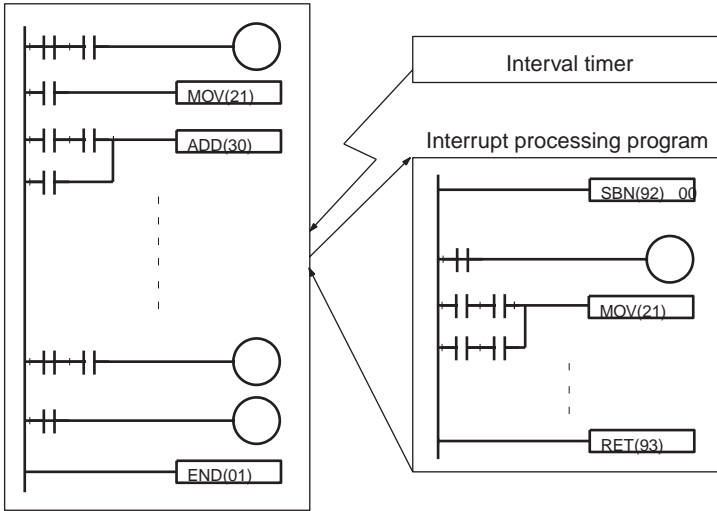 MOV(21)
ADD(30)
END(01)
Interval timer
Interrupt processing program
SBN(92) 00
MOV(21)
RET(93)